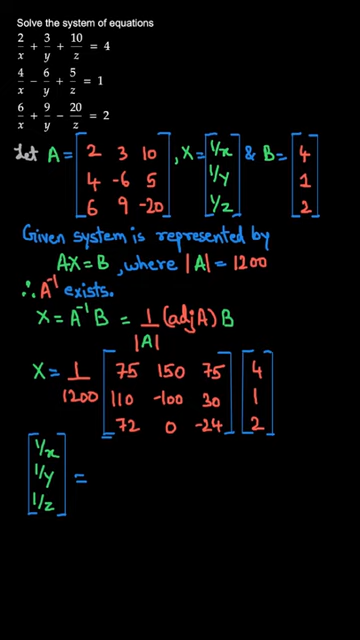 Solve the system of equations
2/x + 3/y + 10/z = 4
4/x − 6/y + 5/z = 1
6/x + 9/y − 20/z = 2
Let A = [2 3 10, X = [1/x & B = [4
4 -6 5 1/y 1
6 9 -20] 1/z] 2]
Given system is represented by
AX = B, where |A| = 1200
∴ A⁻¹ exists.
X = A⁻¹ B = 1/|A| (adj A) B
X = 1/1200 [75 150 75] [4
110 -100 30 1
72 0 -24] 2]
[1/x
1/y =
1/z]